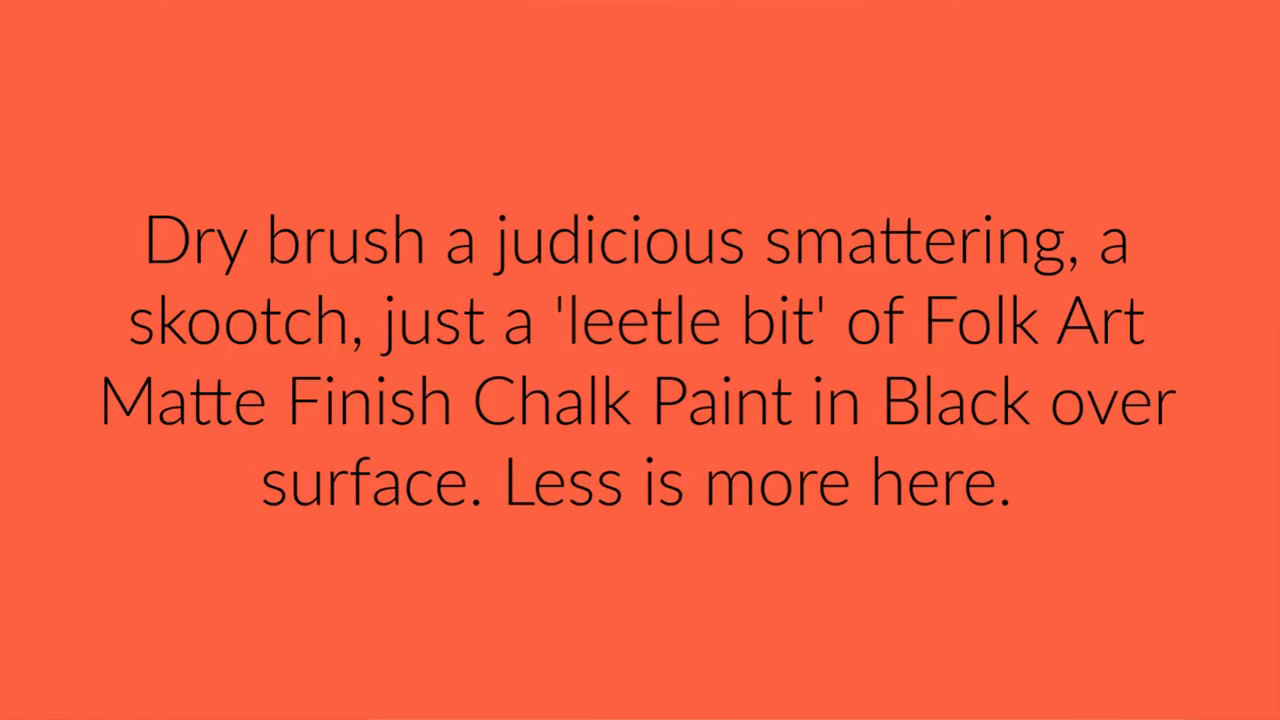 Dry brush a judicious smattering, a
skootch, just a 'leetle bit' of Folk Art
Matte Finish Chalk Paint in Black over
surface. Less is more here.